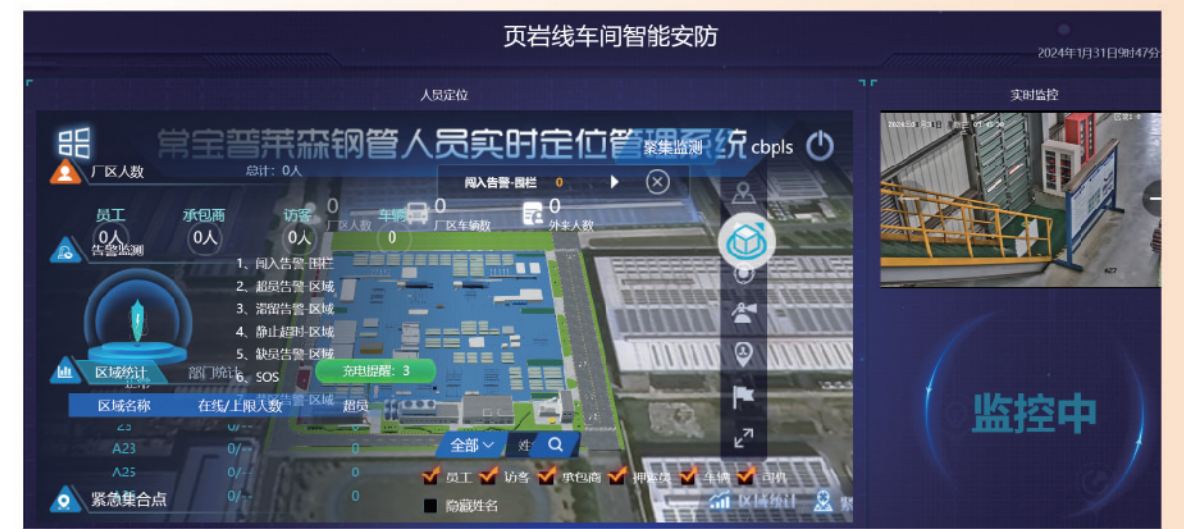 页岩线车间智能安防
2024年1月31日9时47分
人员定位
实时监控
常宝普莱森钢管人员实时定位管理系统
聚集监测
cbpls
厂区人数
总计: 0人
闯入告警-围栏 0
员工
承包商
访客
车辆
0人
0人
0人
0
0
厂区人数
0
厂区车辆数
0
外来人数
告警监测
1、闯入告警-围栏
2、超员告警-区域
3、滞留告警-区域
4、静止超时-区域
5、缺员告警-区域
6、SOS
正常
区域统计
部门统计
充电提醒: 3
区域名称
在线/上限人数
超员
0/--
0
A23
0/--
0
A25
0/--
0
0/--
0
全部
姓
员工
访客
承包商
押运员
车辆
司机
隐藏姓名
紧急集合点
区域统计
监控中